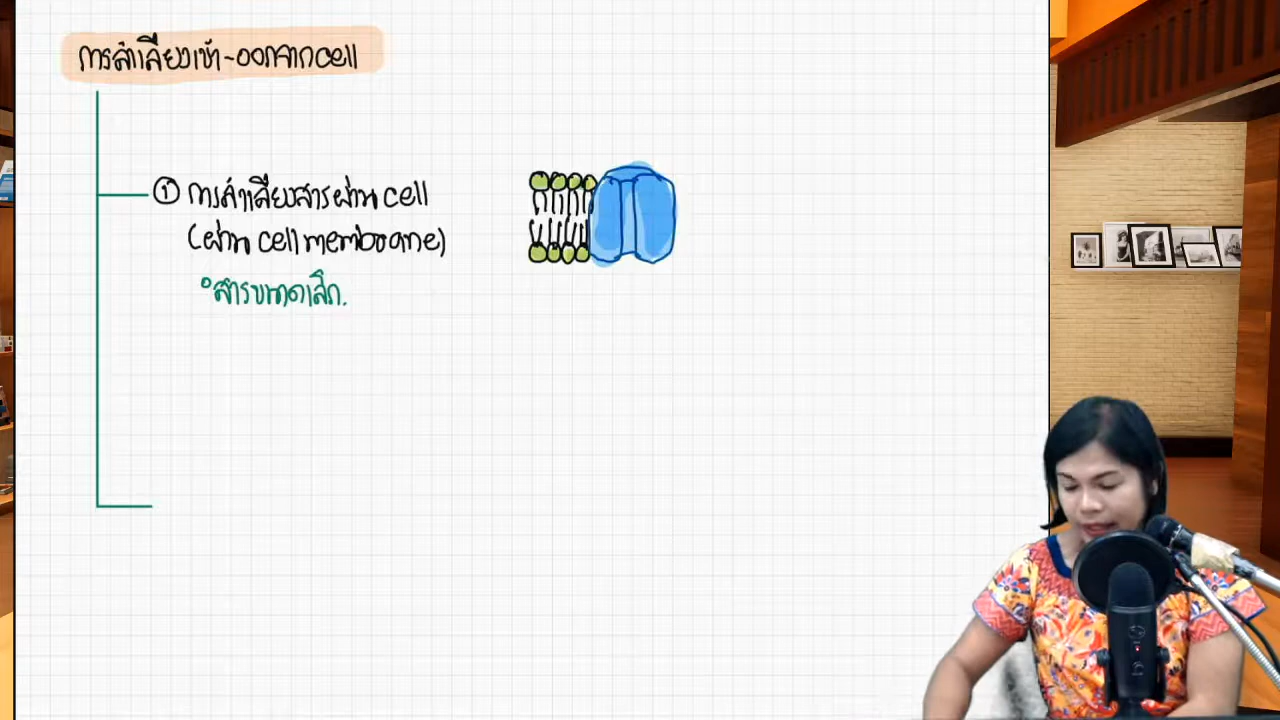 การลำเลียงเข้า-ออกจากcell
① การลำเลียงสารผ่าน cell
(ผ่าน cell membrane)
°สารขนาดเล็ก.